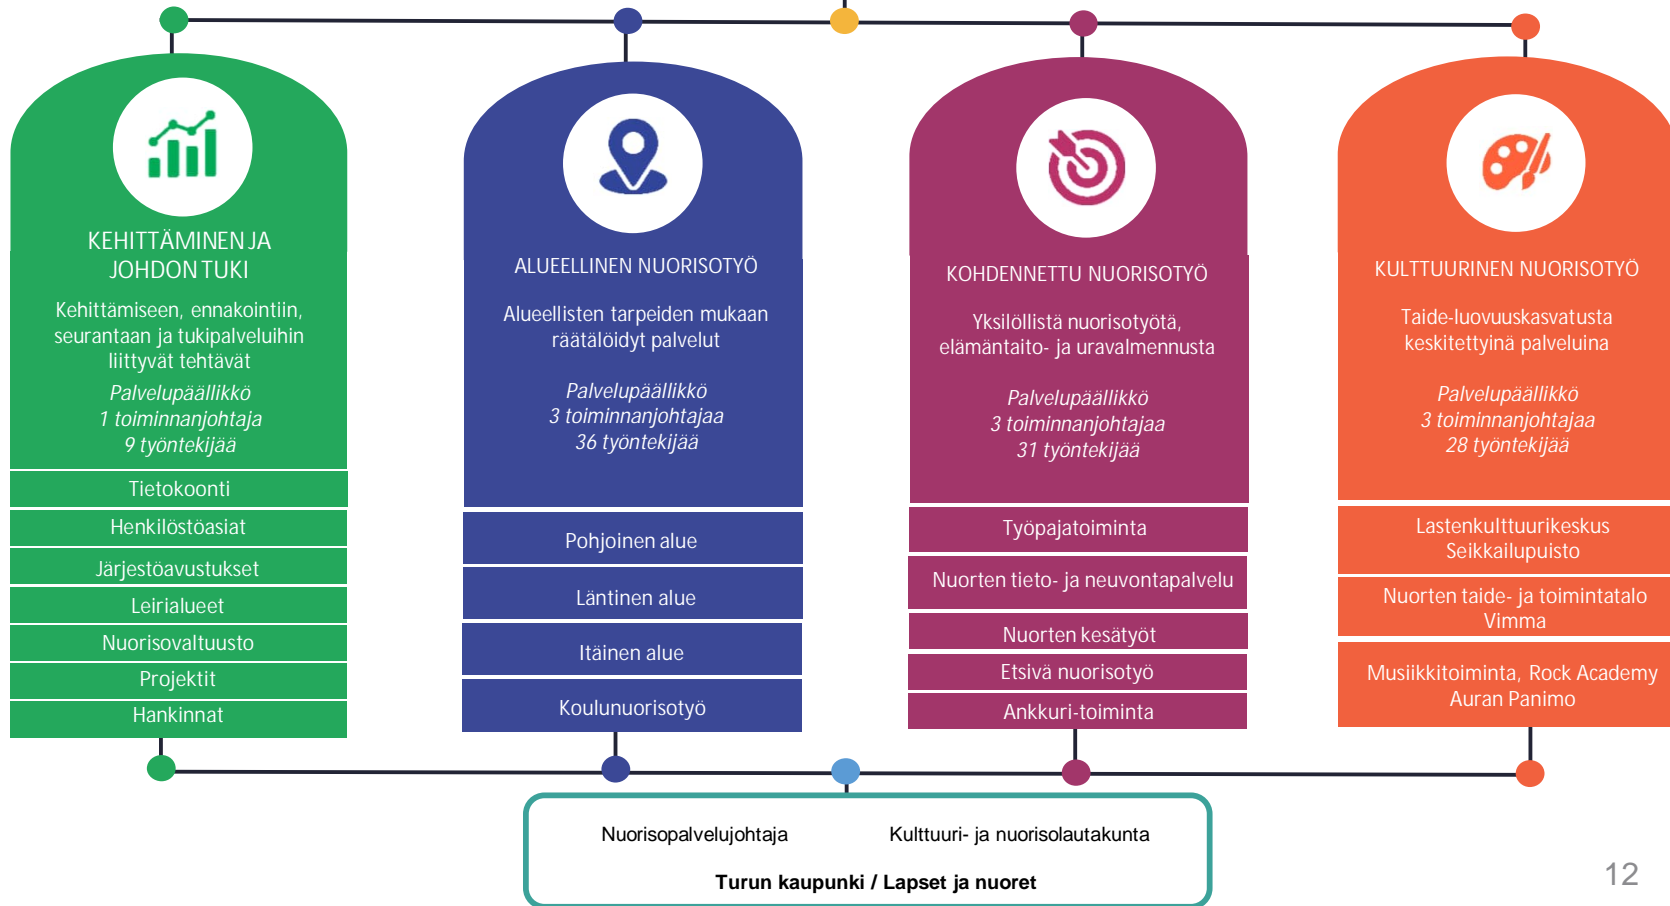 KEHITTÄMINEN JA
JOHDON TUKI
Kehittämiseen, ennakointiin,
seurantaan ja tukipalveluihin
liittyvät tehtävät
Palvelupäällikkö
1 toiminnanjohtaja
9 työntekijää
Tietokoonti
Henkilöstöasiat
Järjestöavustukset
Leirialueet
Nuorisovaltuusto
Projektit
Hankinnat
ALUEELLINEN NUORISOTYÖ
Alueellisten tarpeiden mukaan
räätälöidyt palvelut
Palvelupäällikkö
3 toiminnanjohtajaa
36 työntekijää
Pohjoinen alue
Läntinen alue
Itäinen alue
Koulunuorisotyö
KOHDENNETTU NUORISOTYÖ
Yksilöllistä nuorisotyötä,
elämäntaito- ja uravalmennusta
Palvelupäällikkö
3 toiminnanjohtajaa
31 työntekijää
Työpajatoiminta
Nuorten tieto- ja neuvontapalvelu
Nuorten kesätyöt
Etsivä nuorisotyö
Ankkuri-toiminta
KULTTUURINEN NUORISOTYÖ
Taide-luovuuskasvatusta
keskitettyinä palveluina
Palvelupäällikkö
3 toiminnanjohtajaa
28 työntekijää
Lastenkulttuurikeskus
Seikkailupuisto
Nuorten taide- ja toimintatalo
Vimma
Musiikkitoiminta, Rock Academy
Auran Panimo
Nuorisopalvelujohtaja
Kulttuuri- ja nuorisolautakunta
Turun kaupunki / Lapset ja nuoret
12